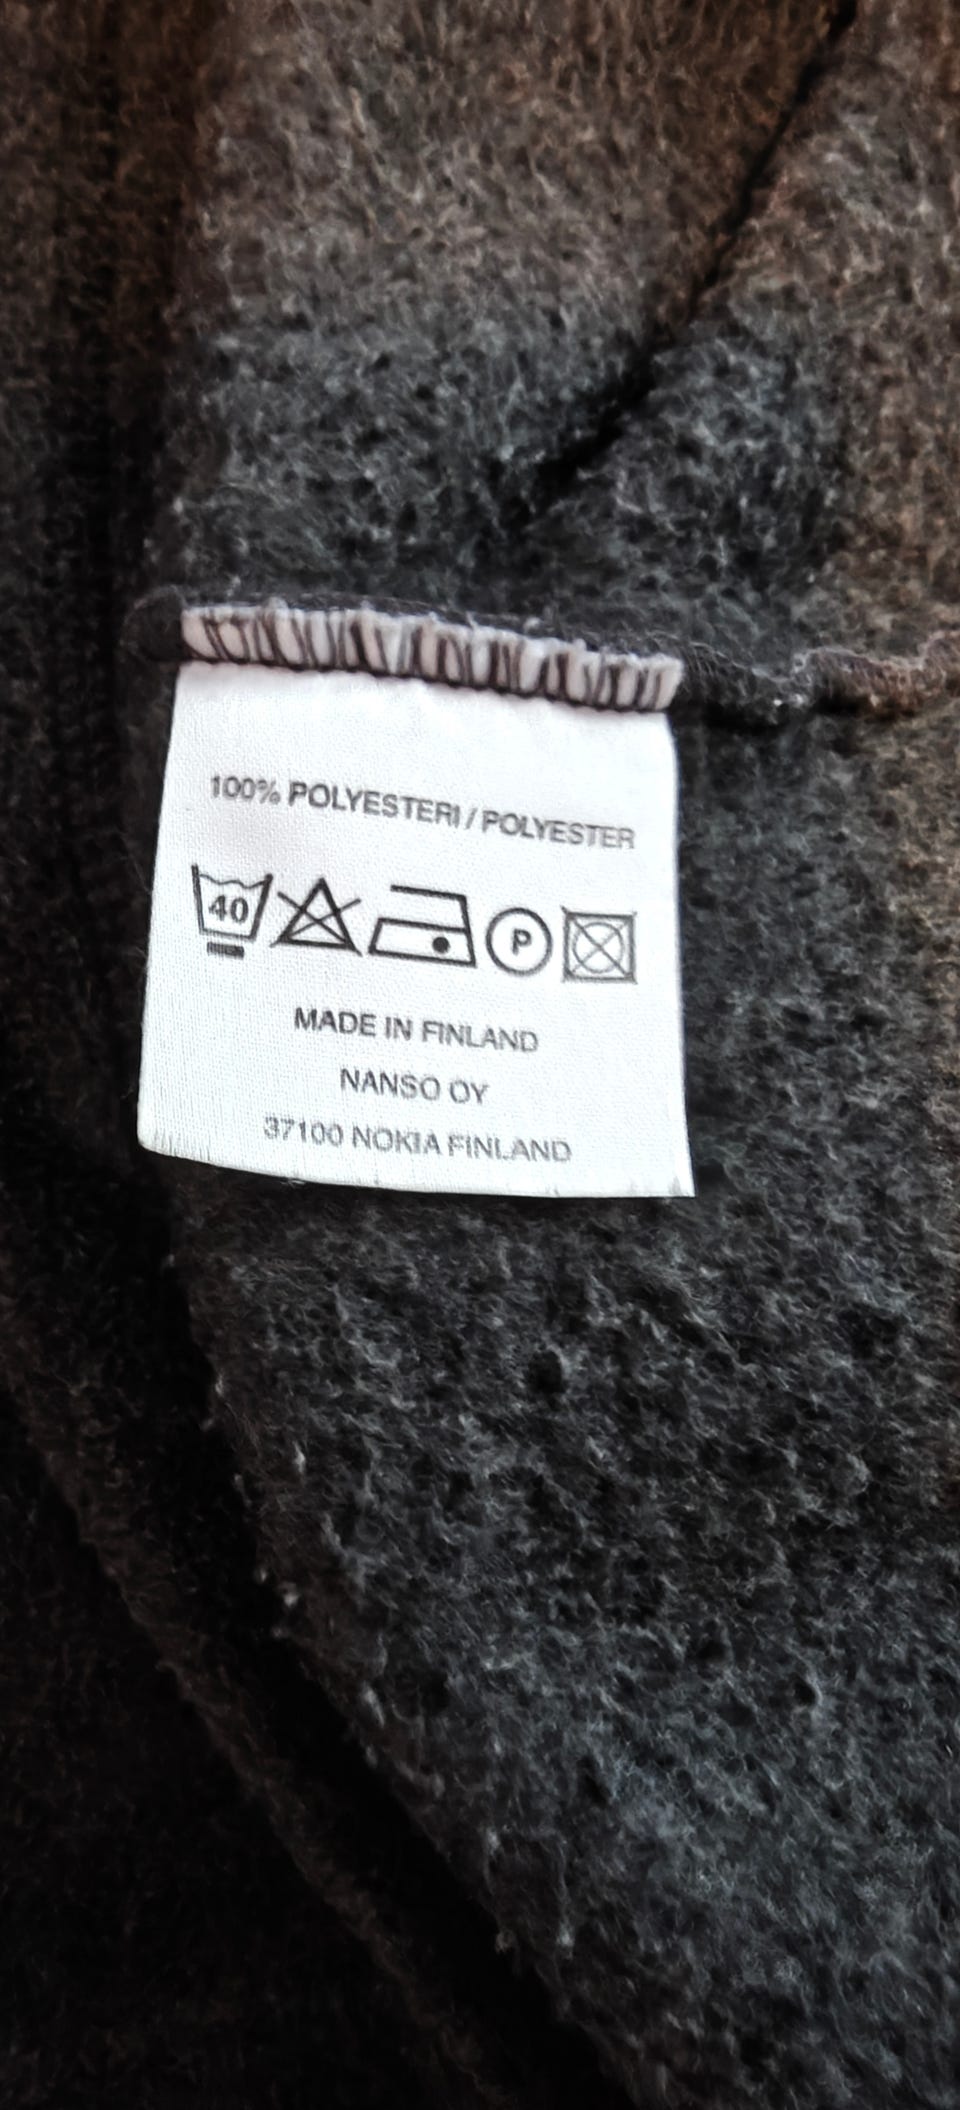 100% POLYESTERI / POLYESTER
40 P
MADE IN FINLAND
NANSO OY
37100 NOKIA FINLAND